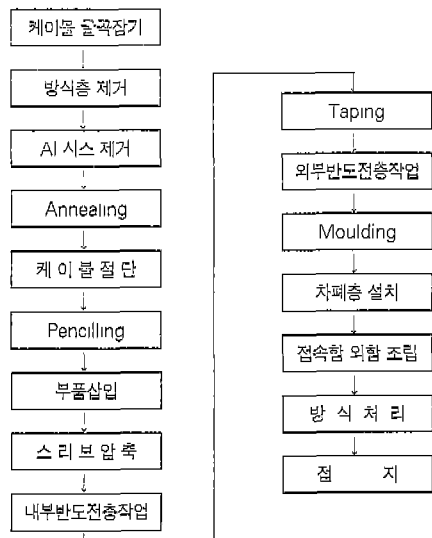 케이블 굴곡잡기
방식층 제거
Al 시스 제거
Annealing
케 이 블 절 단
Pencilling
부품삽입
스 리 브 압 축
내부반도전층작업
Taping
외부반도전층작업
Moulding
차폐층 설치
접속함 외함 조립
방 식 처 리
접 지